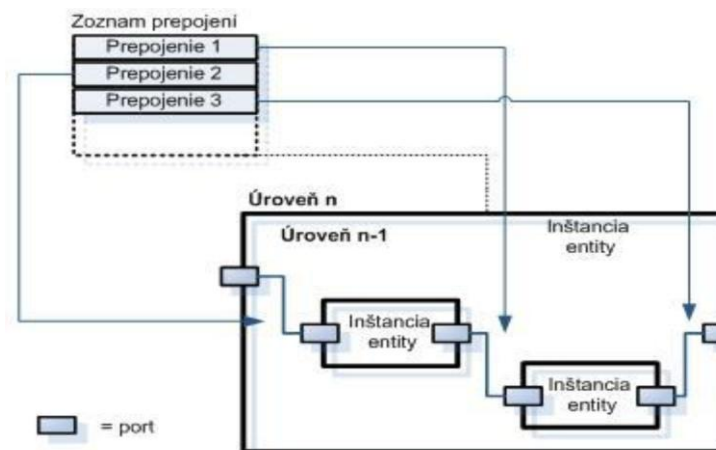 Zoznam prepojení
Prepojenie 1
Prepojenie 2
Prepojenie 3
Úroveň n
Úroveň n-1
Inštancia
entity
Inštancia
entity
Inštancia
entity
= port